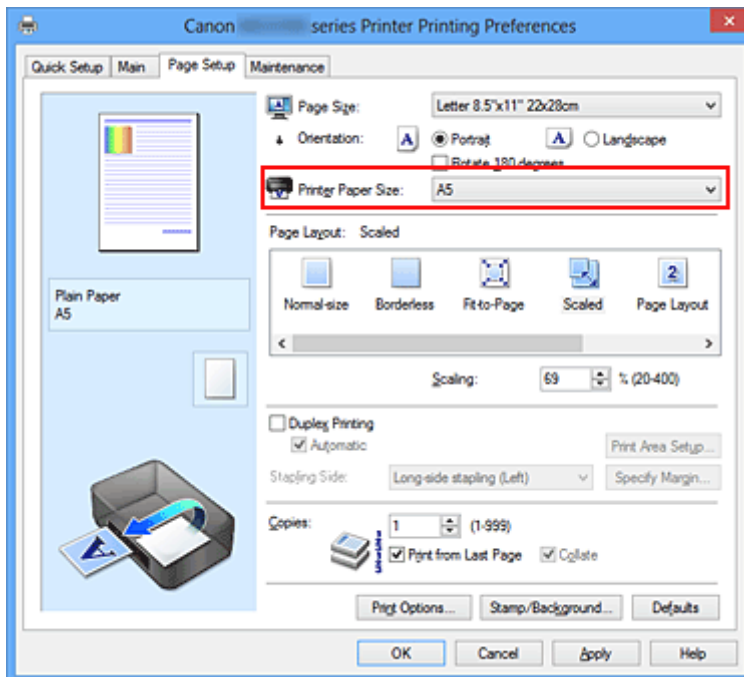 Canon series Printer Printing Preferences
Quick Setup Main Page Setup Maintenance
Page Size: Letter 8.5"x11" 22x28cm
Orientation: A Portrait A Landscape
Rotate 180 degrees
Printer Paper Size: A5
Page Layout: Scaled
Normal-size Borderless Fit-to-Page Scaled Page Layout
Plain Paper
A5
Scaling: 69 % (20-400)
Duplex Printing
Automatic Print Area Setup...
Stapling Side: Long-side stapling (Left) Specify Margin...
Copies: 1 (1-999)
Print from Last Page Collate
Print Options... Stamp/Background... Defaults
OK Cancel Apply Help